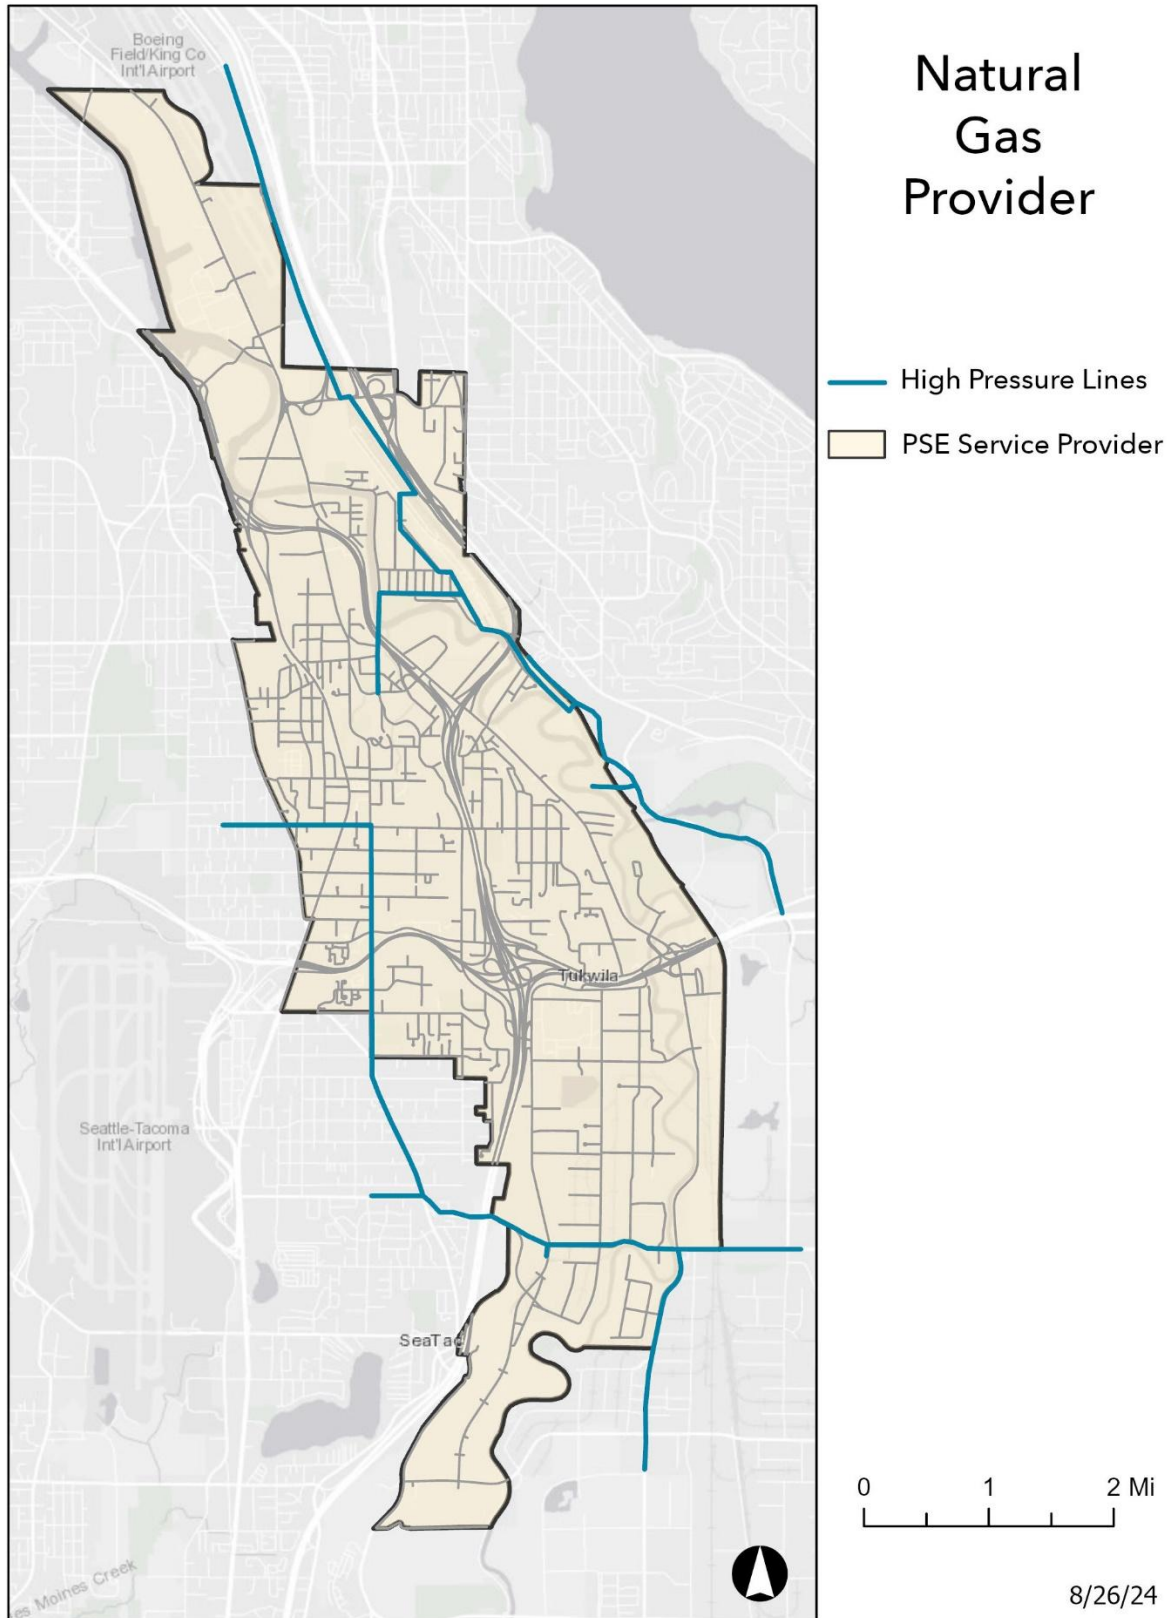 Boeing
Field/King Co
Int'l Airport
Natural
Gas
Provider
High Pressure Lines
PSE Service Provider
Tukwila
Seattle-Tacoma
Int'l Airport
SeaTac
0 1 2 Mi
es Moines Creek
8/26/24